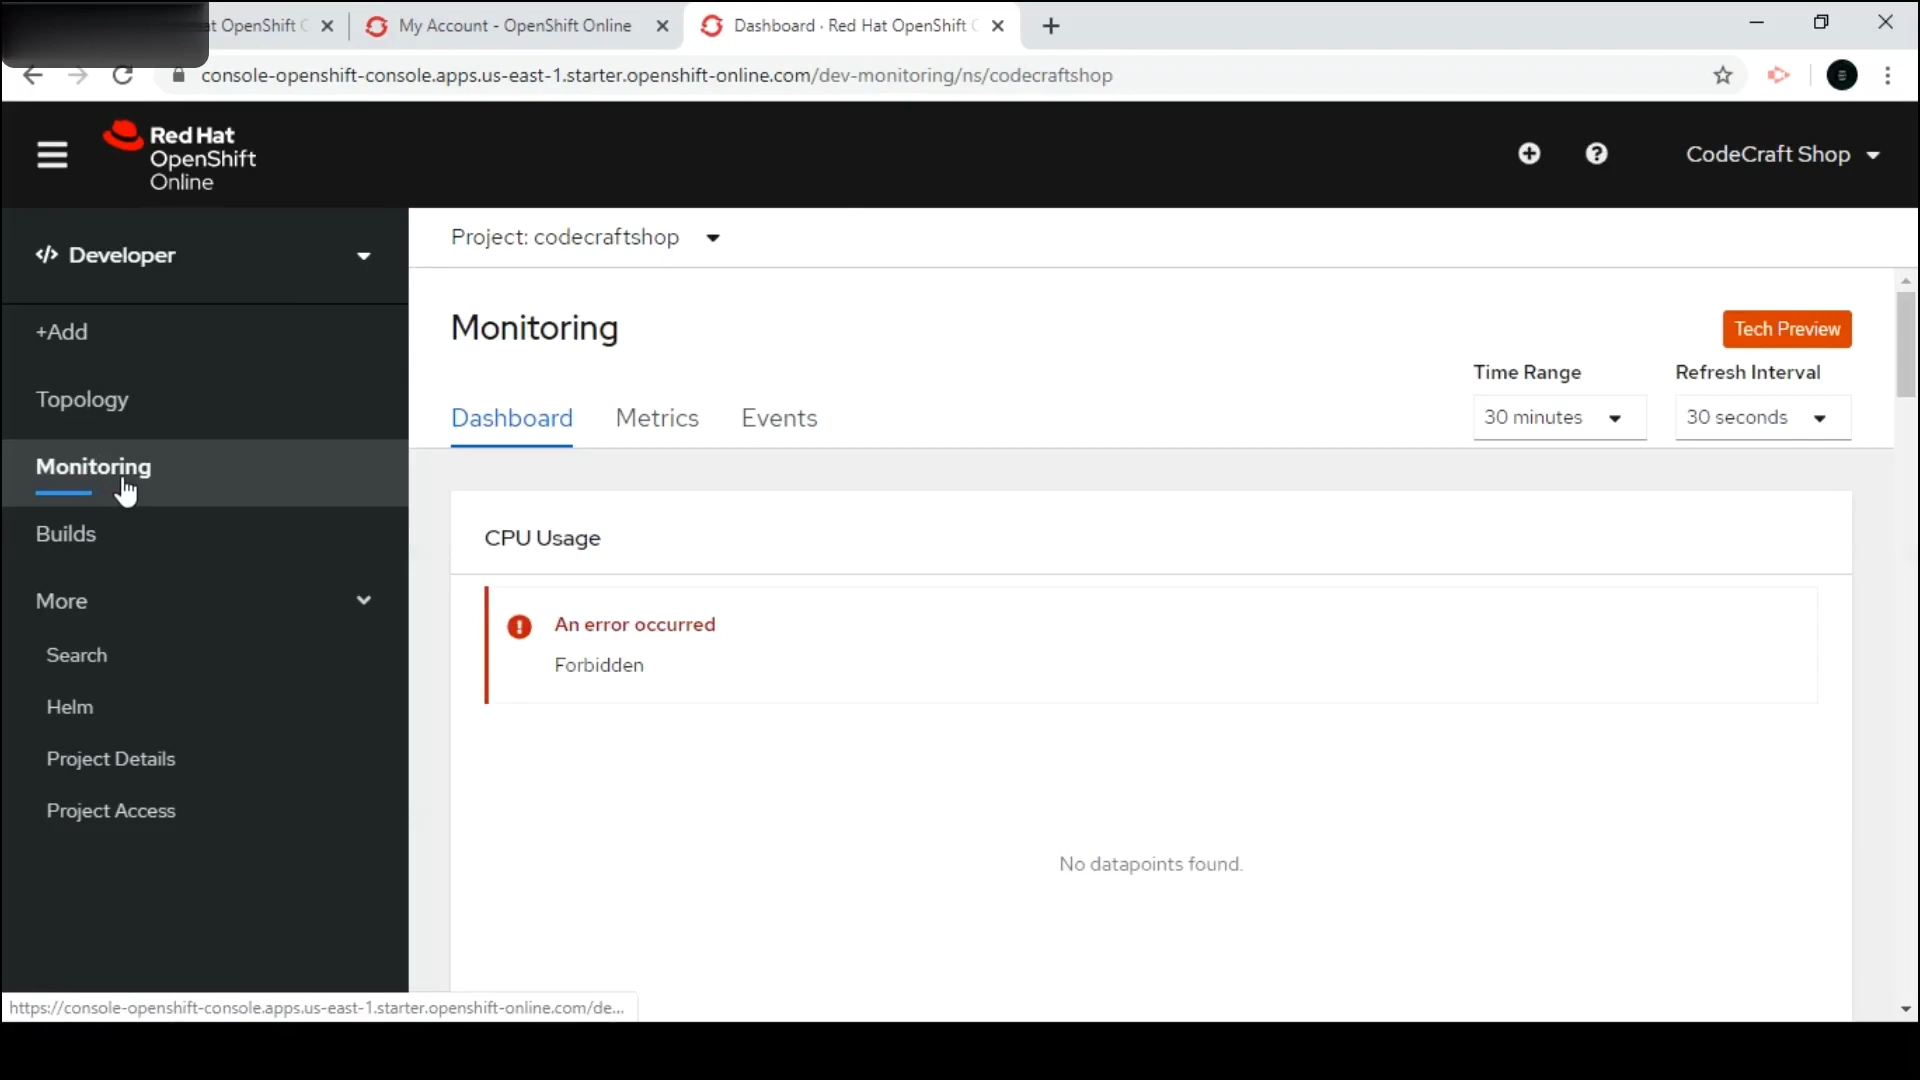 at OpenShift
My Account - OpenShift Online
Dashboard · Red Hat OpenShift
console-openshift-console.apps.us-east-1.starter.openshift-online.com/dev-monitoring/ns/codecraftshop
Red Hat
OpenShift
Online
CodeCraft Shop
</> Developer
Project: codecraftshop
+Add
Monitoring
Tech Preview
Topology
Time Range
Refresh Interval
Dashboard
Metrics
Events
30 minutes
30 seconds
Monitoring
Builds
CPU Usage
More
An error occurred
Search
Forbidden
Helm
Project Details
Project Access
No datapoints found.
https://console-openshift-console.apps.us-east-1.starter.openshift-online.com/de...